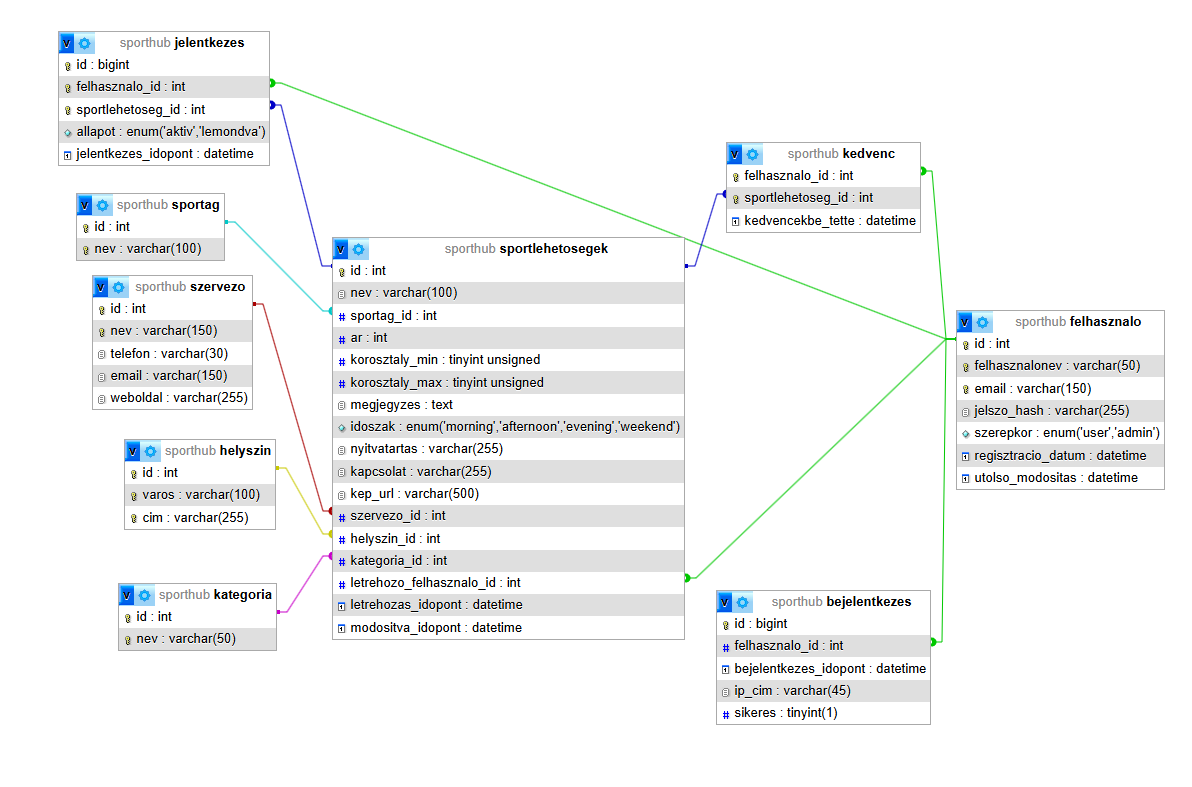 sporthub jelentkezes
id : bigint
felhasznalo_id : int
sportlehetoseg_id : int
allapot : enum('aktiv','lemondva')
jelentkezes_idopont : datetime
sporthub sportag
id : int
nev : varchar(100)
sporthub szervezo
id : int
nev : varchar(150)
telefon : varchar(30)
email : varchar(150)
weboldal : varchar(255)
sporthub helyszin
id : int
varos : varchar(100)
cim : varchar(255)
sporthub kategoria
id : int
nev : varchar(50)
sporthub sportlehetosegek
id : int
nev : varchar(100)
sportag_id : int
ar : int
korosztaly_min : tinyint unsigned
korosztaly_max : tinyint unsigned
megjegyzes : text
idoszak : enum('morning','afternoon','evening','weekend')
nyitvatartas : varchar(255)
kapcsolat : varchar(255)
kep_url : varchar(500)
szervezo_id : int
helyszin_id : int
kategoria_id : int
letrehozo_felhasznalo_id : int
letrehozas_idopont : datetime
modositva_idopont : datetime
sporthub kedvenc
felhasznalo_id : int
sportlehetoseg_id : int
kedvencekbe_tette : datetime
sporthub felhasznalo
id : int
felhasznalonev : varchar(50)
email : varchar(150)
jelszo_hash : varchar(255)
szerepkor : enum('user','admin')
regisztracio_datum : datetime
utolso_modositas : datetime
sporthub bejelentkezes
id : bigint
felhasznalo_id : int
bejelentkezes_idopont : datetime
ip_cim : varchar(45)
sikeres : tinyint(1)